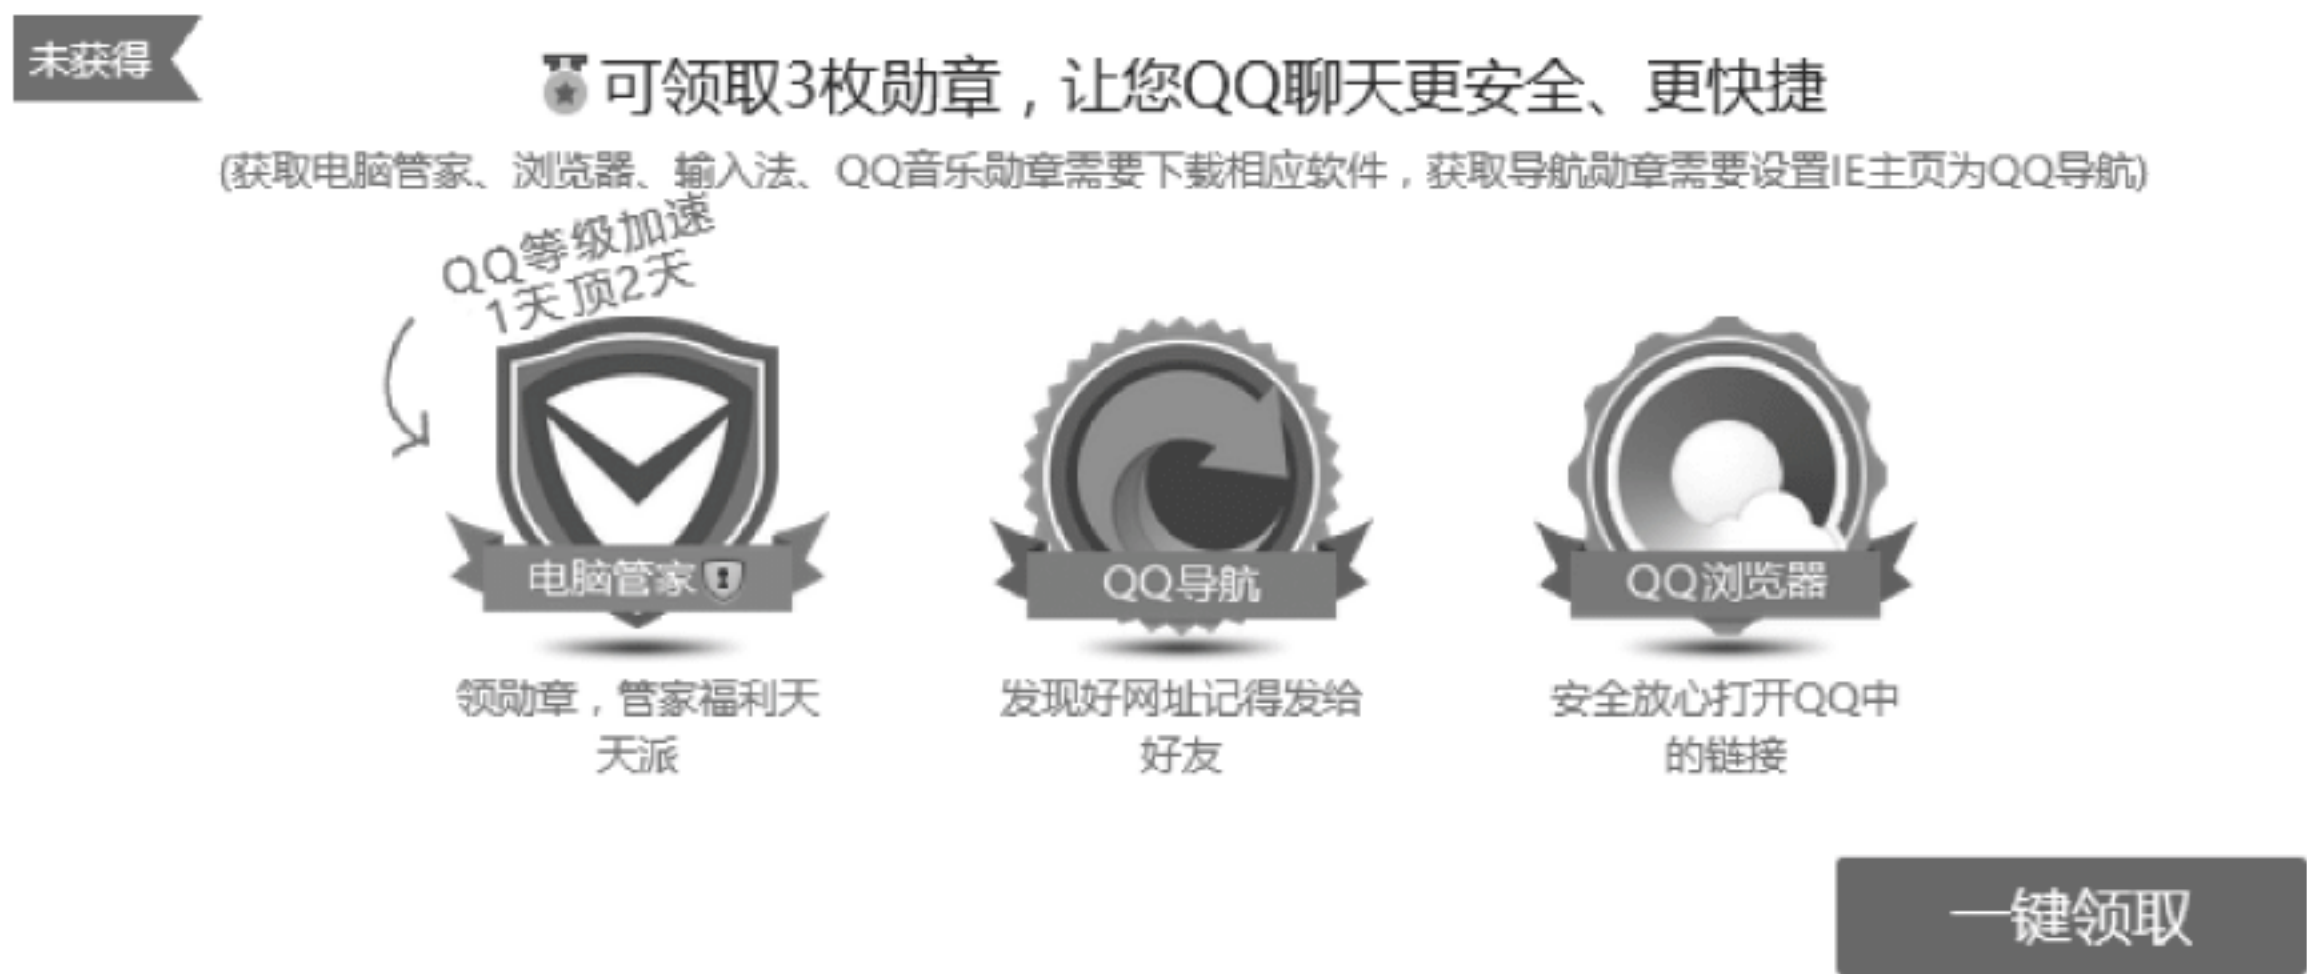 未获得
可领取3枚勋章，让您QQ聊天更安全、更快捷
(获取电脑管家、浏览器、输入法、QQ音乐勋章需要下载相应软件，获取导航勋章需要设置IE主页为QQ导航)
QQ等级加速
1天顶2天
电脑管家
QQ导航
QQ浏览器
领勋章，管家福利天
天派
发现好网址记得发给
好友
安全放心打开QQ中
的链接
一键领取